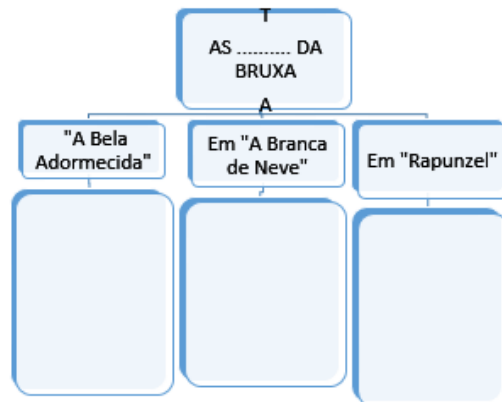 T
AS .......... DA
BRUXA
A
"A Bela
Adormecida"
Em "A Branca
de Neve"
Em "Rapunzel"